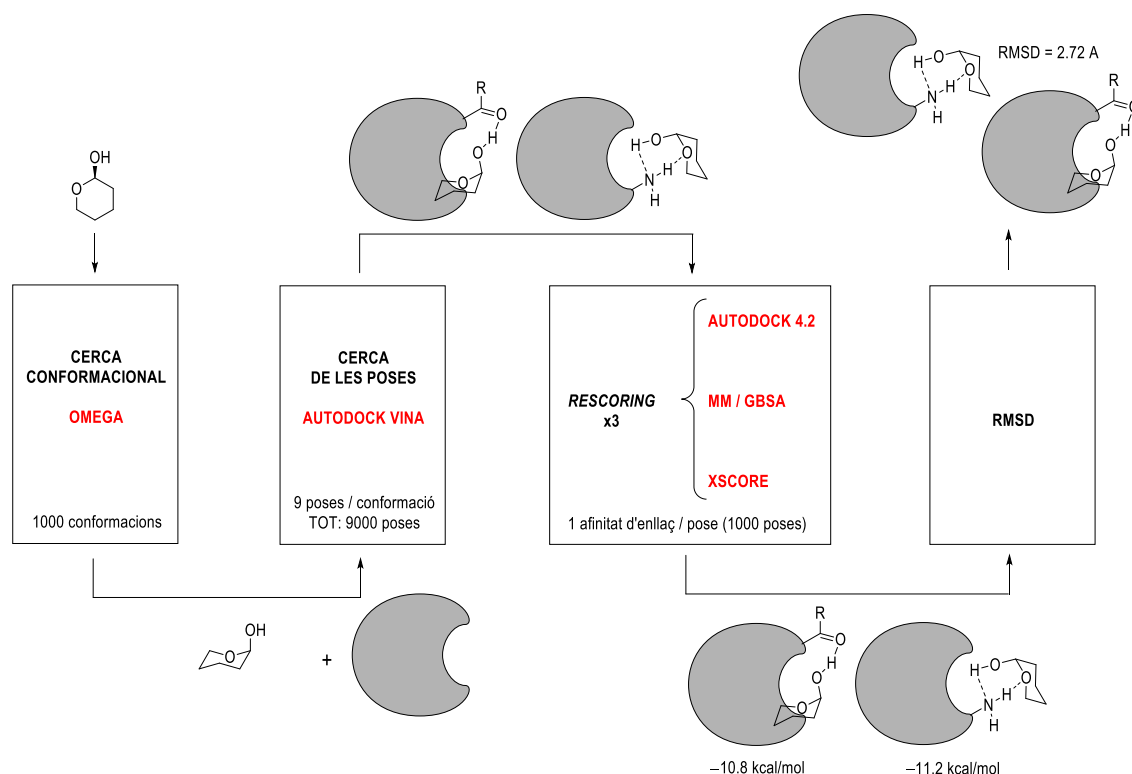 RMSD = 2.72 A
R
O
H
O
O
H
O
O
H
N
H
H
O
O
N
H
H
R
O
H
O
O
OH
O
CERCA
CONFORMACIONAL
OMEGA
1000 conformacions
CERCA
DE LES POSES
AUTODOCK VINA
9 poses / conformació
TOT: 9000 poses
RESCORING
x3
AUTODOCK 4.2
MM / GBSA
XSCORE
1 afinitat d'enllaç / pose (1000 poses)
RMSD
OH
O
+
R
O
H
O
O
H
O
O
H
N
H
–10.8 kcal/mol
–11.2 kcal/mol